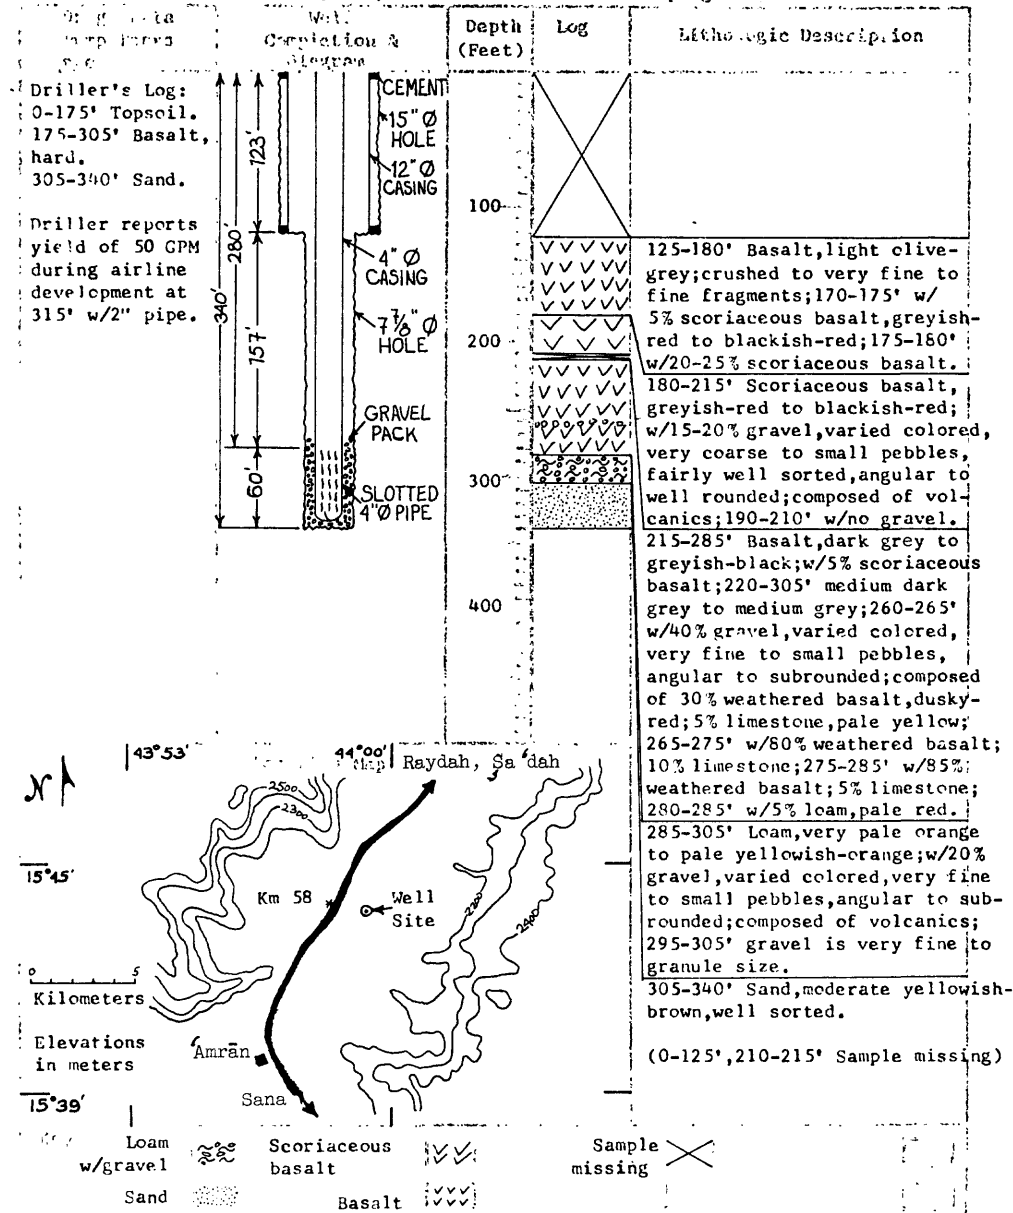 Completion &
Depth
(Feet)
Log
Lithologic Description
Driller's Log:
0-175' Topsoil.
175-305' Basalt,
hard.
305-340' Sand.
Driller reports
yield of 50 GPM
during airline
development at
315' w/2" pipe.
CEMENT
15" Ø
HOLE
12" Ø
CASING
4" Ø
CASING
7 7/8" Ø
HOLE
GRAVEL
PACK
SLOTTED
4" Ø PIPE
123'
280'
340'
157'
60'
100
200
300
400
125-180' Basalt,light clive-
grey;crushed to very fine to
fine fragments;170-175' w/
5% scoriaceous basalt,greyish-
red to blackish-red;175-180'
w/20-25% scoriaceous basalt.
180-215' Scoriaceous basalt,
greyish-red to blackish-red;
w/15-20% gravel,varied colored,
very coarse to small pebbles,
fairly well sorted,angular to
well rounded;composed of vol-
canics;190-210' w/no gravel.
215-285' Basalt,dark grey to
greyish-black;w/5% scoriaceous
basalt;220-305' medium dark
grey to medium grey;260-265'
w/40% gravel,varied colored,
very fine to small pebbles,
angular to subrounded;composed
of 30% weathered basalt,dusky-
red;5% limestone,pale yellow;
265-275' w/80% weathered basalt;
10% limestone;275-285' w/85%
weathered basalt;5% limestone;
280-285' w/5% loam,pale red.
285-305' Loam,very pale orange
to pale yellowish-orange;w/20%
gravel,varied colored,very fine
to small pebbles,angular to sub-
rounded;composed of volcanics;
295-305' gravel is very fine to
granule size.
305-340' Sand,moderate yellowish-
brown,well sorted.
(0-125',210-215' Sample missing)
43°53'
44°00'
Map
Raydah, Sa'dah
N
2500
2300
15°45'
Km 58
Well
Site
2200
2400
0 5
Kilometers
Elevations
in meters
'Amrān
Sana
15°39'
Loam
w/gravel
Scoriaceous
basalt
Sample
missing
Sand
Basalt